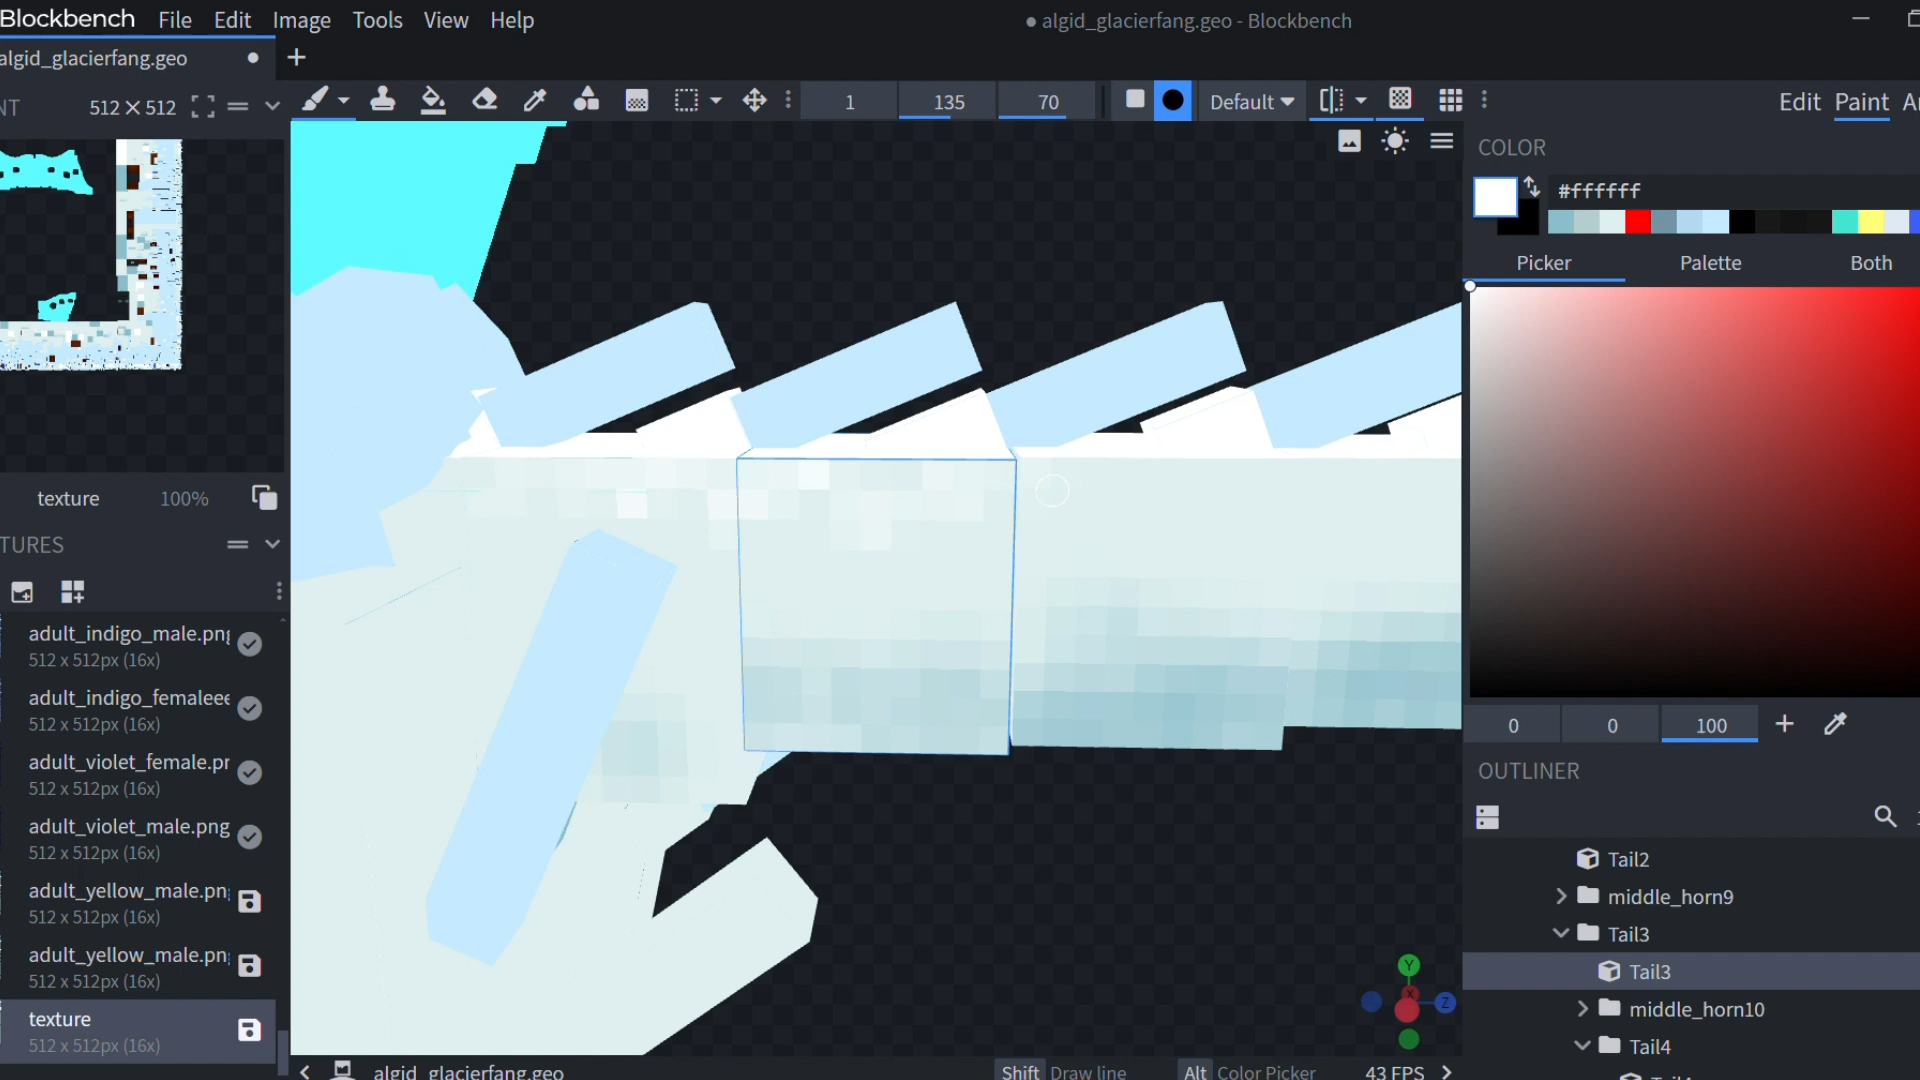 Blockbench File Edit Image Tools View Help
algid_glacierfang.geo - Blockbench
algid_glacierfang.geo
NT 512 × 512
1 135 70 Default
Edit Paint
COLOR
#ffffff
Picker Palette Both
texture 100%
TURES
adult_indigo_male.png
512 x 512px (16x)
adult_indigo_femaleee
512 x 512px (16x)
adult_violet_female.pr
512 x 512px (16x)
adult_violet_male.png
512 x 512px (16x)
adult_yellow_male.pn
512 x 512px (16x)
adult_yellow_male.pn
512 x 512px (16x)
texture
512 x 512px (16x)
0 0 100
OUTLINER
Tail2
middle_horn9
Tail3
Tail3
middle_horn10
Tail4
Y
X
Z
algid_glacierfang.geo Shift Draw line Alt Color Picker 43 FPS